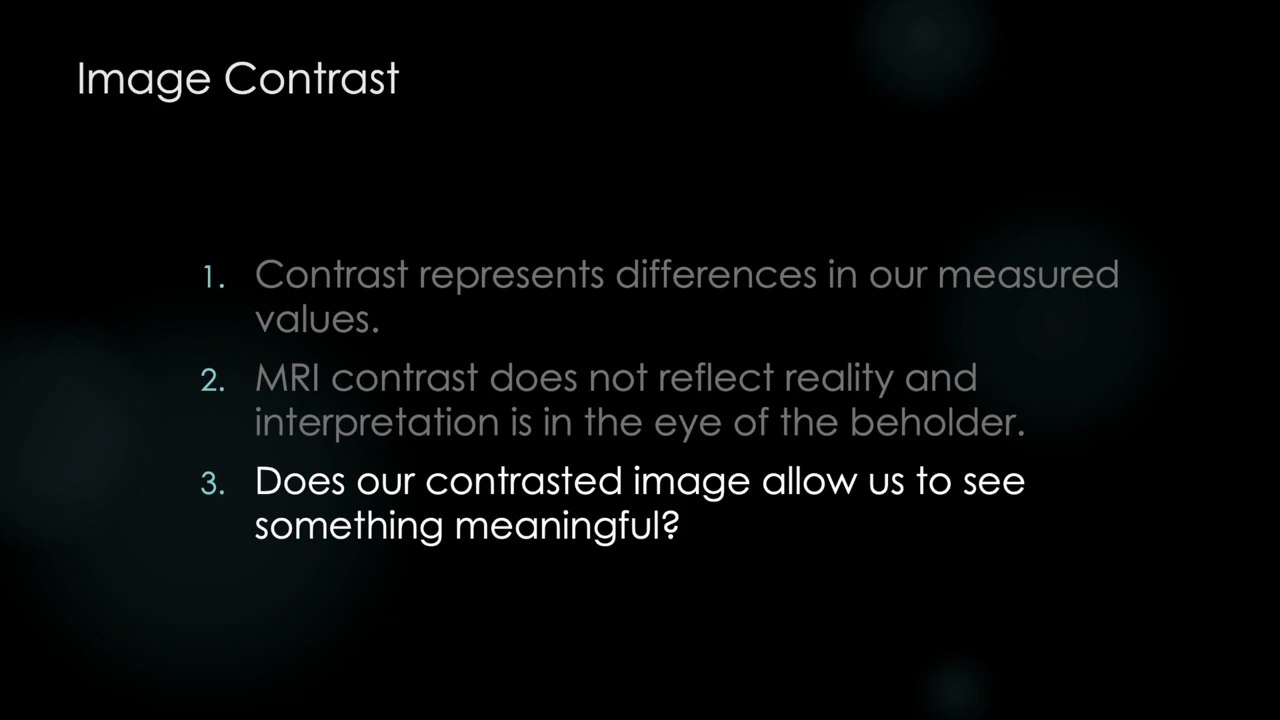 Image Contrast
1. Contrast represents differences in our measured
values.
2. MRI contrast does not reflect reality and
interpretation is in the eye of the beholder.
3. Does our contrasted image allow us to see
something meaningful?